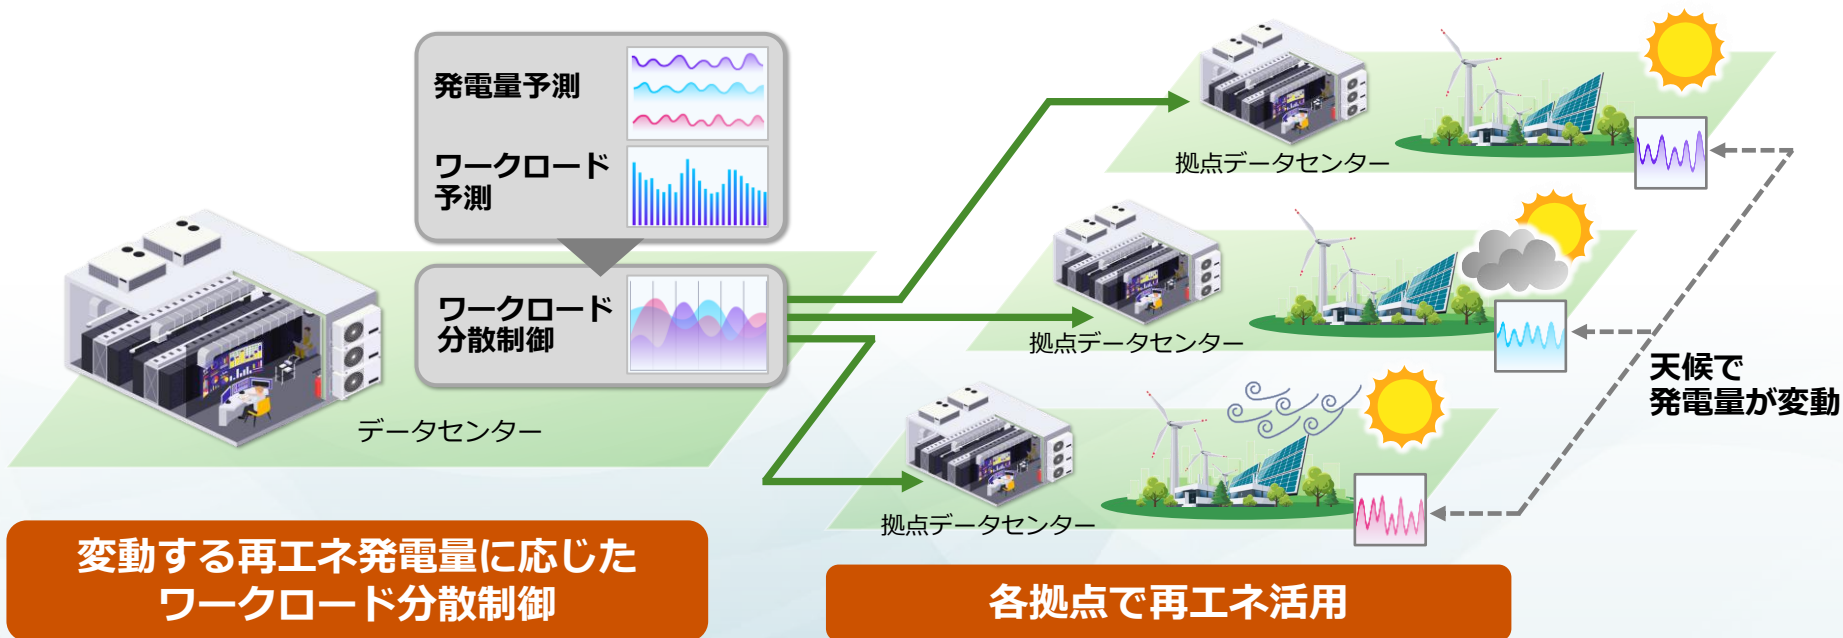 発電量予測
ワークロード
予測
ワークロード
分散制御
データセンター
拠点データセンター
拠点データセンター
拠点データセンター
天候で
発電量が変動
変動する再エネ発電量に応じた
ワークロード分散制御
各拠点で再エネ活用